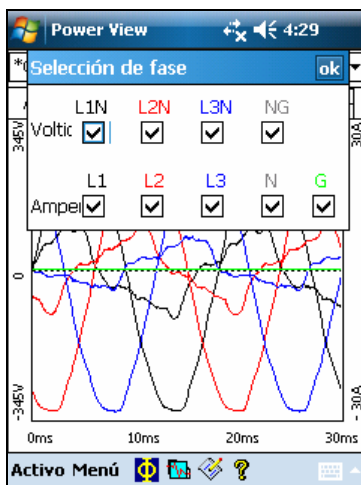 Power View 4:29
Selección de fase ok
L1N L2N L3N NG
Voltic
L1 L2 L3 N G
Amper
345V
30A
0
-345V
-30A
0ms 10ms 20ms 30ms
Activo Menú